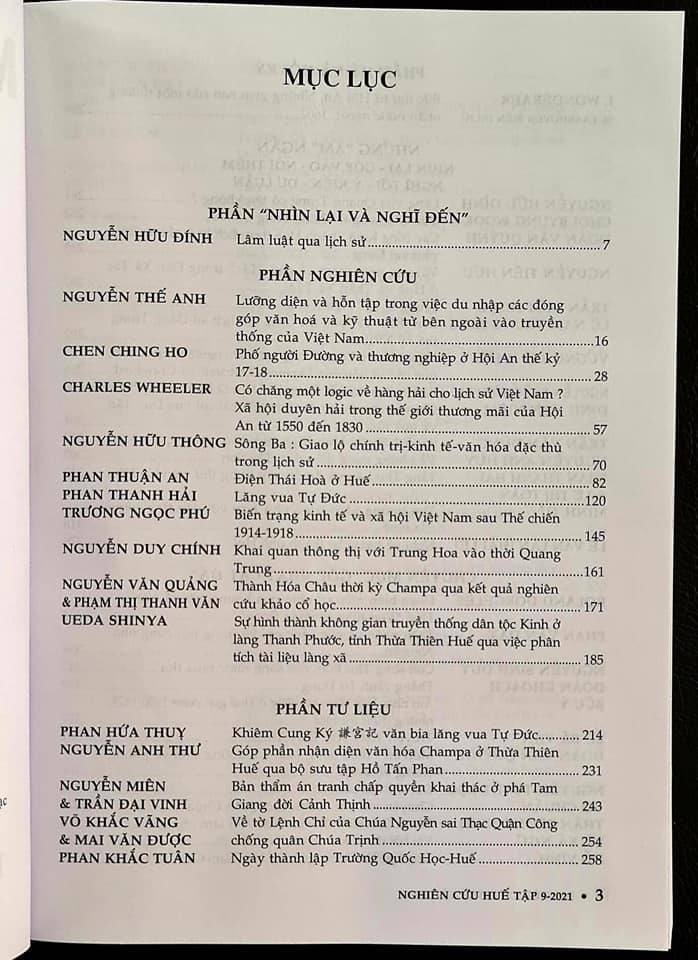 MỤC LỤC
PHẦN “NHÌN LẠI VÀ NGHĨ ĐẾN”
NGUYỄN HỮU ĐÍNH Lâm luật qua lịch sử 7
PHẦN NGHIÊN CỨU
NGUYỄN THẾ ANH Lưỡng diện và hỗn tạp trong việc du nhập các đóng
góp văn hoá và kỹ thuật từ bên ngoài vào truyền
thống của Việt Nam 16
CHEN CHING HO Phố người Đường và thương nghiệp ở Hội An thế kỷ
17-18 28
CHARLES WHEELER Có chăng một logic về hàng hải cho lịch sử Việt Nam ?
Xã hội duyên hải trong thế giới thương mãi của Hội
An từ 1550 đến 1830 57
NGUYỄN HỮU THÔNG Sông Ba : Giao lộ chính trị-kinh tế-văn hóa đặc thù
trong lịch sử 70
PHAN THUẬN AN Điện Thái Hoà ở Huế 82
PHAN THANH HẢI Lăng vua Tự Đức 120
TRƯƠNG NGỌC PHÚ Biến trạng kinh tế và xã hội Việt Nam sau Thế chiến
1914-1918 145
NGUYỄN DUY CHÍNH Khai quan thông thị với Trung Hoa vào thời Quang
Trung 161
NGUYỄN VĂN QUẢNG Thành Hóa Châu thời kỳ Champa qua kết quả nghiên
& PHẠM THỊ THANH VÂN cứu khảo cổ học 171
UEDA SHINYA Sự hình thành không gian truyền thống dân tộc Kinh ở
làng Thanh Phước, tỉnh Thừa Thiên Huế qua việc phân
tích tài liệu làng xã 185
PHẦN TƯ LIỆU
PHAN HỨA THUỴ Khiêm Cung Ký 謙宮記 văn bia lăng vua Tự Đức 214
NGUYỄN ANH THƯ Góp phần nhận diện văn hóa Champa ở Thừa Thiên
Huế qua bộ sưu tập Hồ Tấn Phan 231
NGUYỄN MIÊN Bản thẩm án tranh chấp quyền khai thác ở phá Tam
& TRẦN ĐẠI VINH Giang đời Cảnh Thịnh 243
VÕ KHẮC VĂNG Về tờ Lệnh Chỉ của Chúa Nguyễn sai Thạc Quận Công
& MAI VĂN ĐƯỢC chống quân Chúa Trịnh 254
PHAN KHẮC TUÂN Ngày thành lập Trường Quốc Học-Huế 258
NGHIÊN CỨU HUẾ TẬP 9-2021 • 3